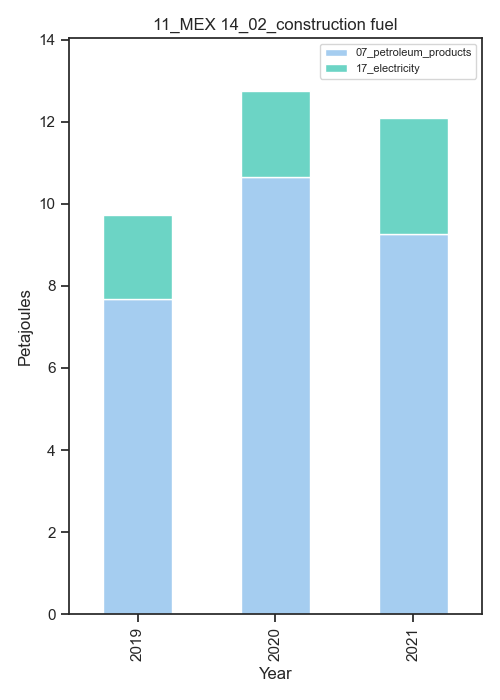 11_MEX 14_02_construction fuel
07_petroleum_products
17_electricity
14
12
10
8
6
4
2
0
Petajoules
2019
2020
2021
Year